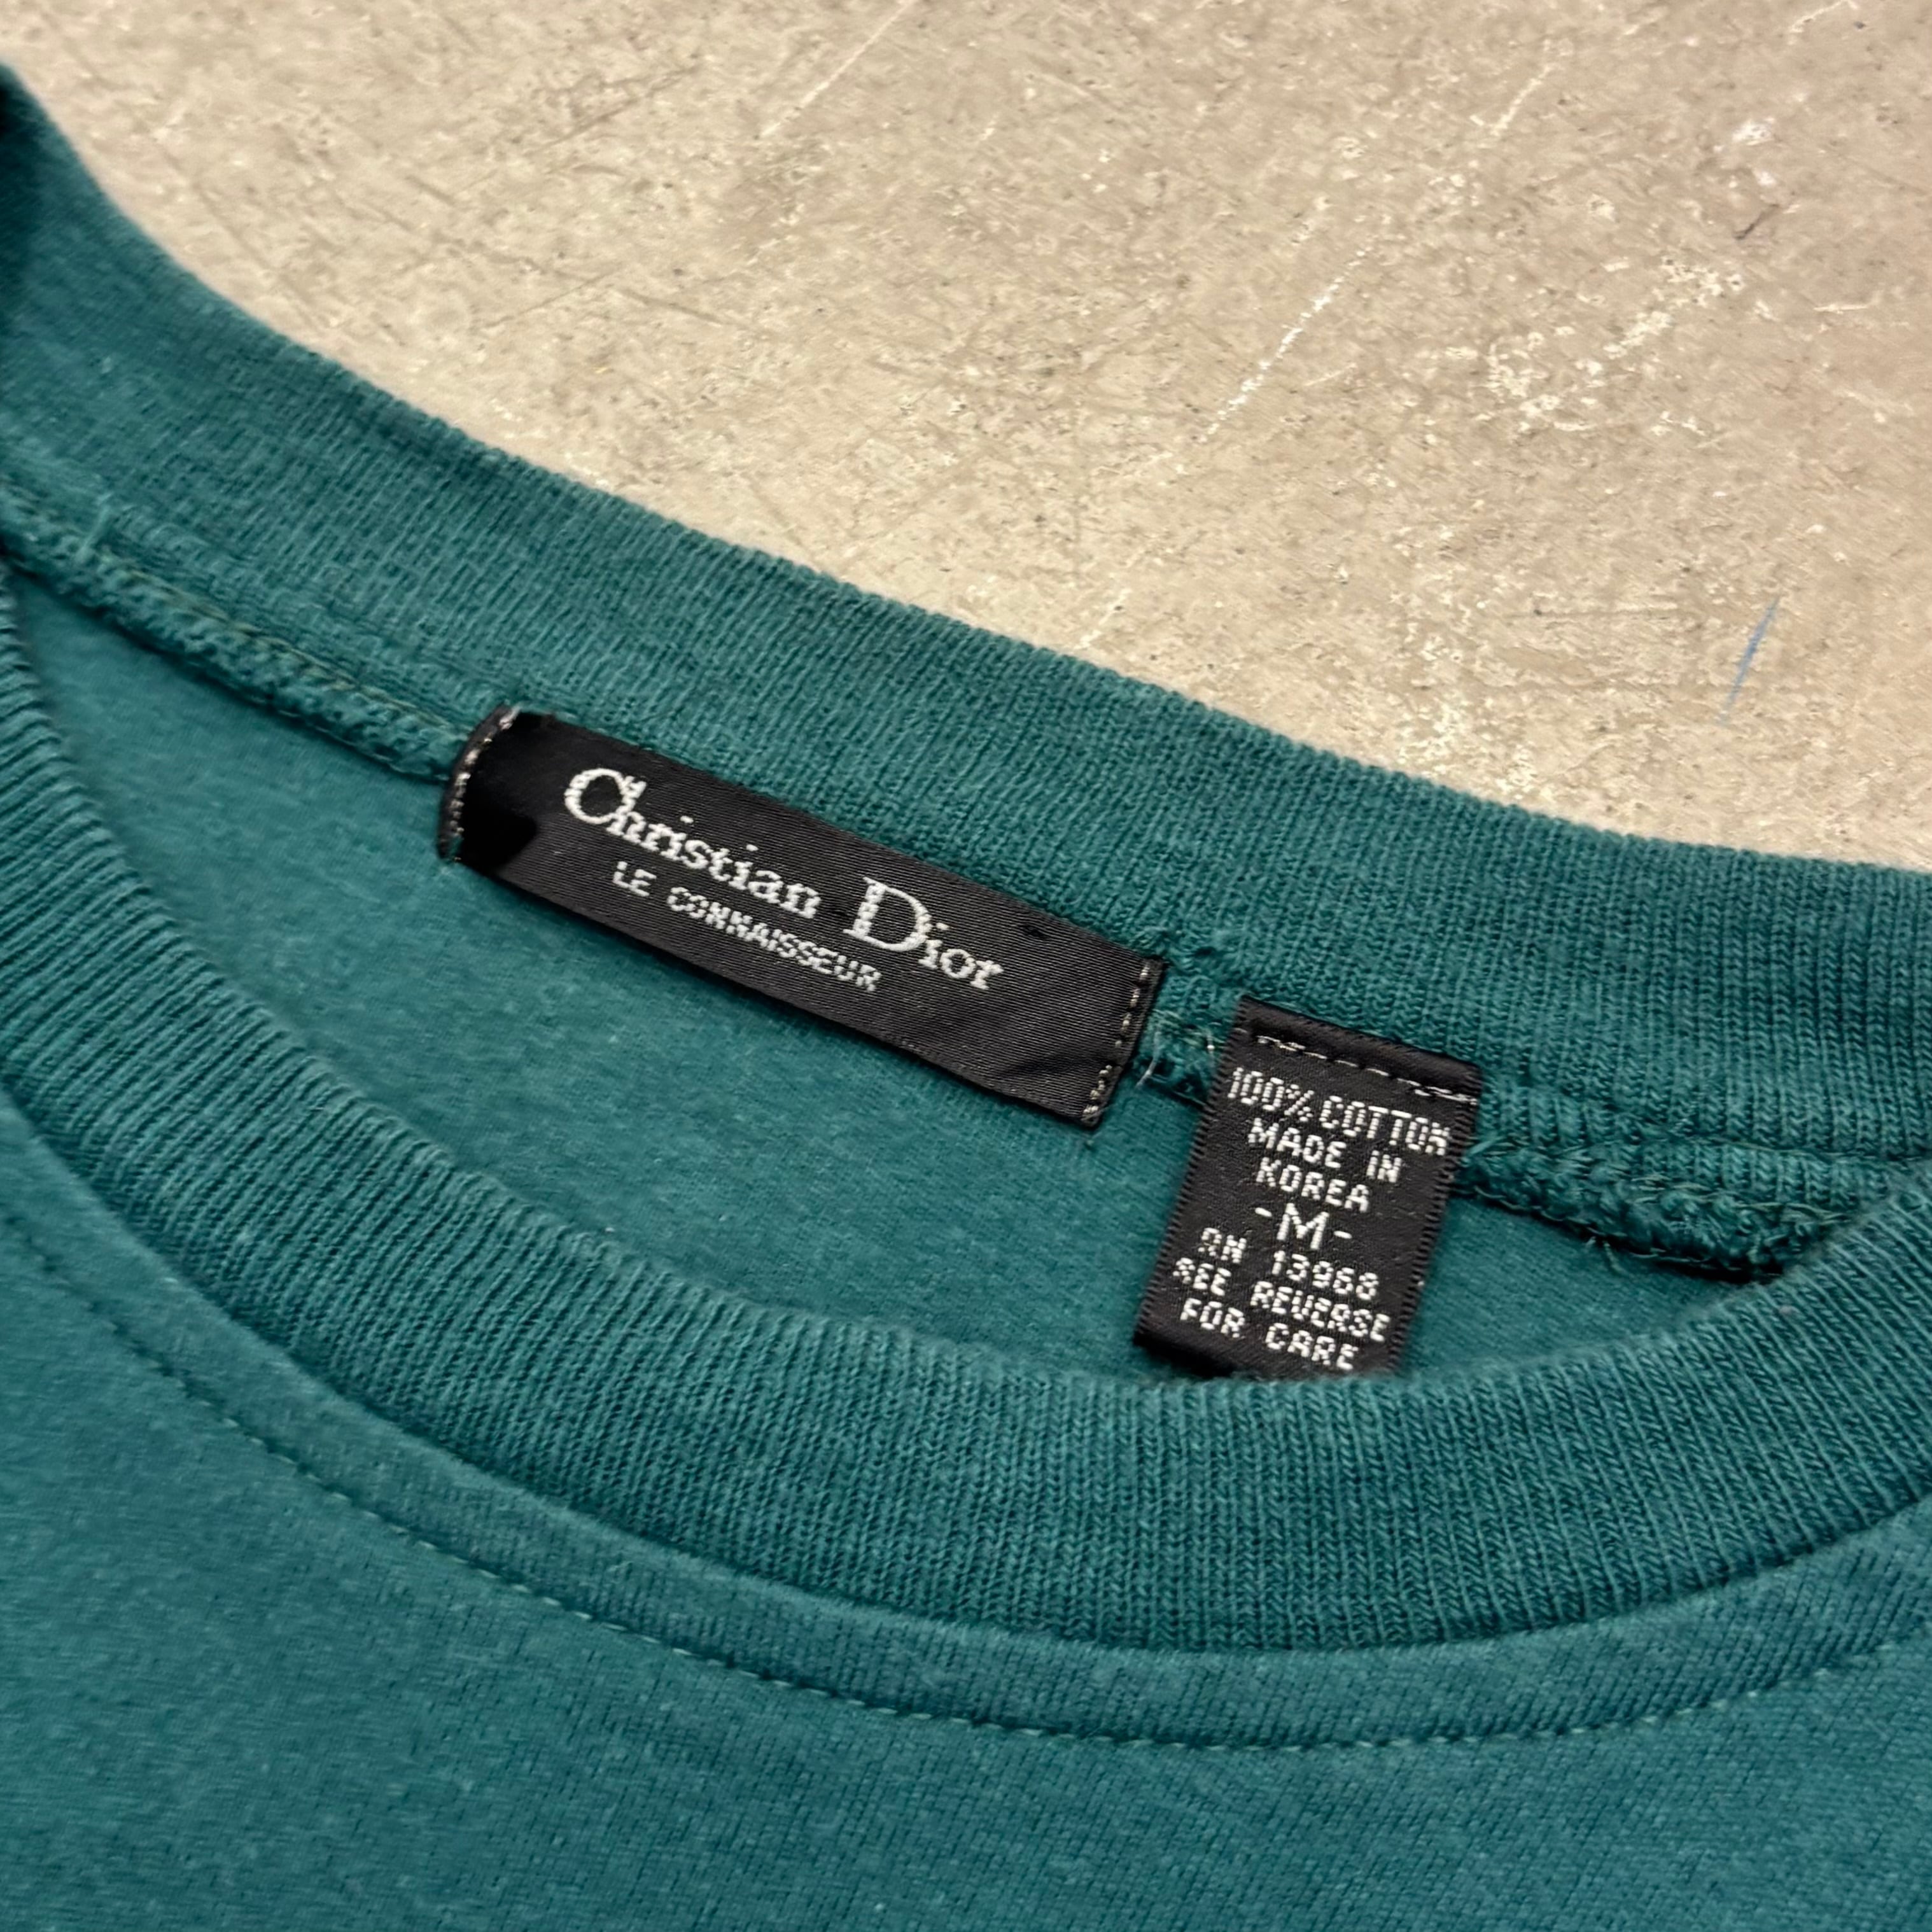 Christian Dior
LE CONNAISSEUR
100% COTTON
MADE IN
KOREA
-M-
RN 13968
SEE REVERSE
FOR CARE